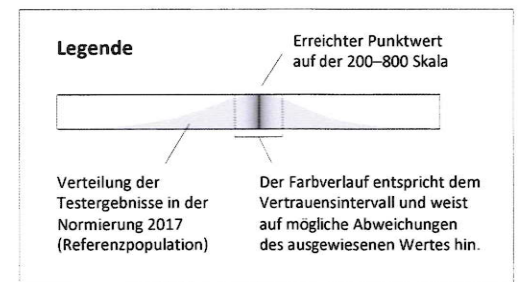 Legende
Erreichter Punktwert
auf der 200–800 Skala
Verteilung der
Testergebnisse in der
Normierung 2017
(Referenzpopulation)
Der Farbverlauf entspricht dem
Vertrauensintervall und weist
auf mögliche Abweichungen
des ausgewiesenen Wertes hin.